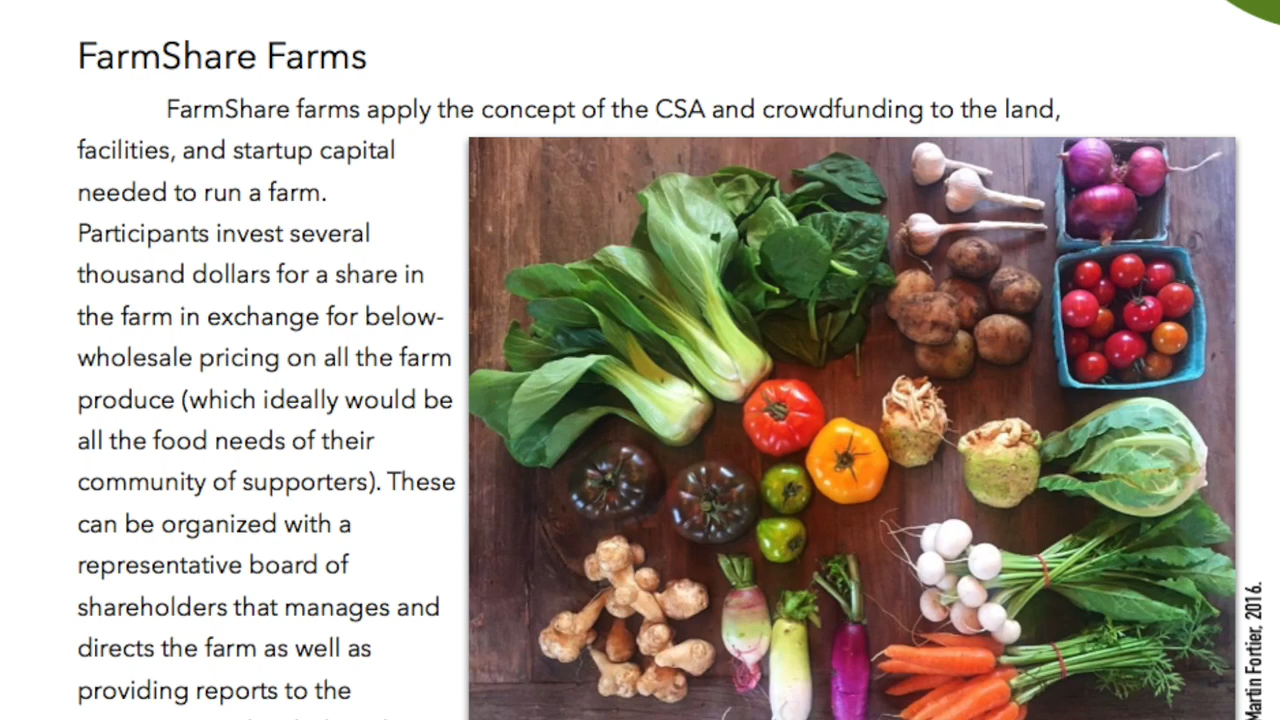 FarmShare Farms
FarmShare farms apply the concept of the CSA and crowdfunding to the land,
facilities, and startup capital
needed to run a farm.
Participants invest several
thousand dollars for a share in
the farm in exchange for below-
wholesale pricing on all the farm
produce (which ideally would be
all the food needs of their
community of supporters). These
can be organized with a
representative board of
shareholders that manages and
directs the farm as well as
providing reports to the
Martin Fortier, 2016.